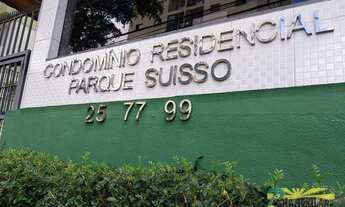 CONDOMÍNIO RESIDENCIAL
PARQUE SUISSO
25 77 99